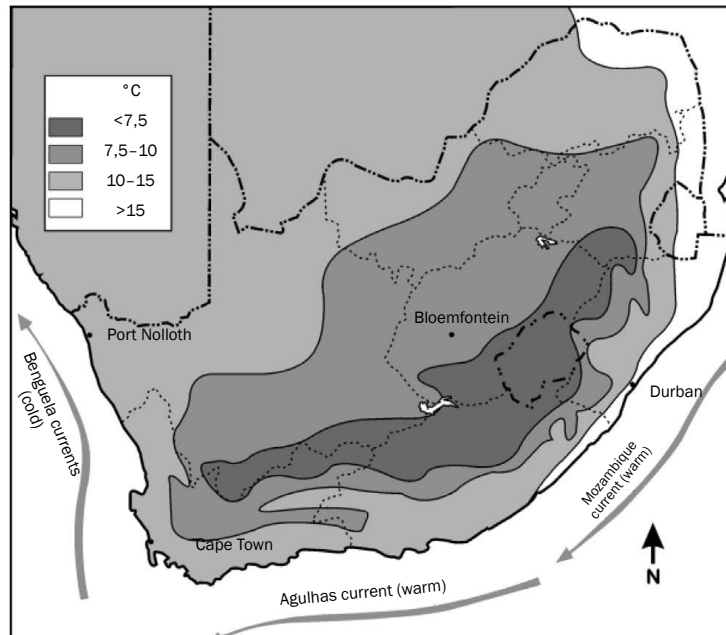 °C
<7,5
7,5–10
10–15
>15
Port Nolloth
Bloemfontein
Durban
Benguela currents
(cold)
Mozambique
current (warm)
Cape Town
Agulhas current (warm)
N